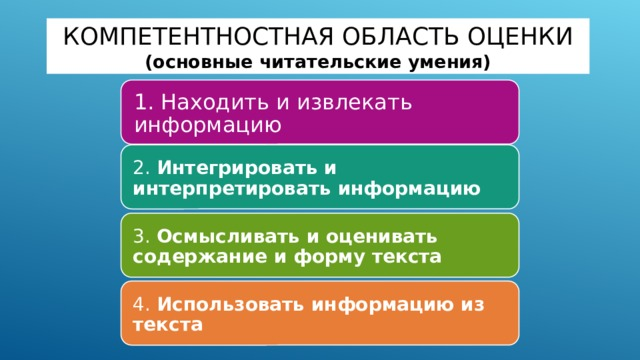 КОМПЕТЕНТНОСТНАЯ ОБЛАСТЬ ОЦЕНКИ
(основные читательские умения)
1. Находить и извлекать
информацию
2. Интегрировать и
интерпретировать информацию
3. Осмысливать и оценивать
содержание и форму текста
4. Использовать информацию из
текста